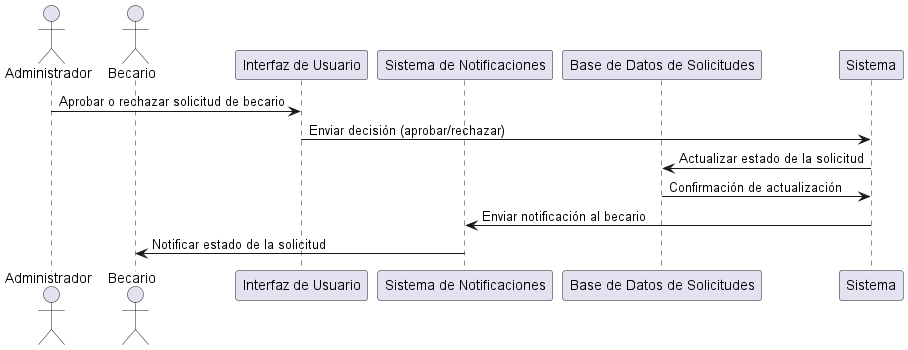 Administrador
Becario
Interfaz de Usuario
Sistema de Notificaciones
Base de Datos de Solicitudes
Sistema
Aprobar o rechazar solicitud de becario
Enviar decisión (aprobar/rechazar)
Actualizar estado de la solicitud
Confirmación de actualización
Enviar notificación al becario
Notificar estado de la solicitud
Administrador
Becario
Interfaz de Usuario
Sistema de Notificaciones
Base de Datos de Solicitudes
Sistema